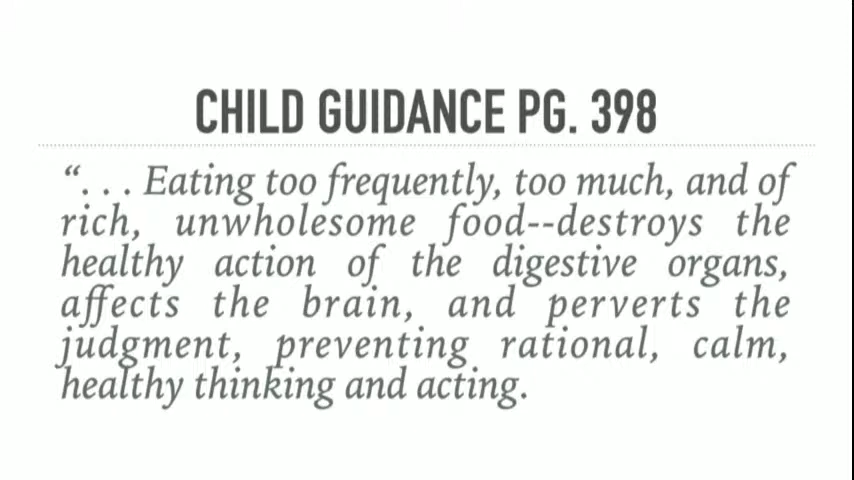 CHILD GUIDANCE PG. 398
“. . . Eating too frequently, too much, and of
rich, unwholesome food--destroys the
healthy action of the digestive organs,
affects the brain, and perverts the
judgment, preventing rational, calm,
healthy thinking and acting.